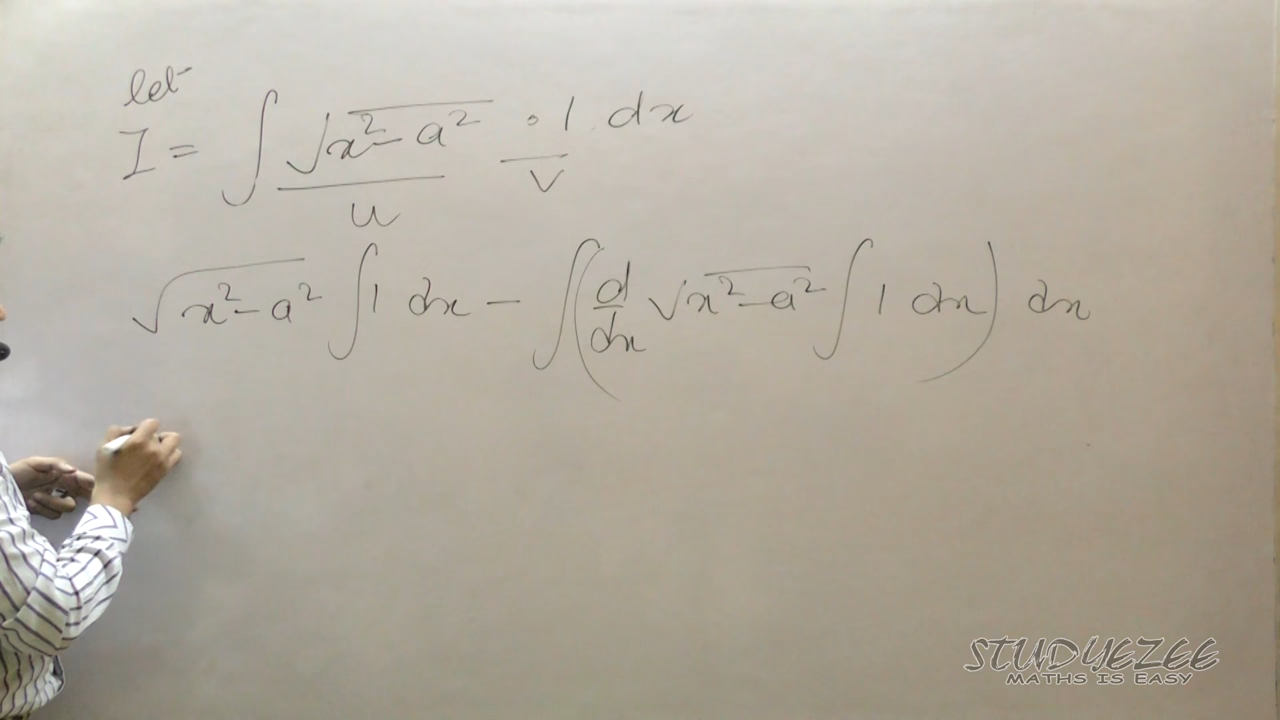 let
I = ∫ √x²-a² · 1 dx
u v
√x²-a² ∫ 1 dx - ∫ ( d/dx √x²-a² ∫ 1 dx ) dx
STUDYEZEE
MATHS IS EASY